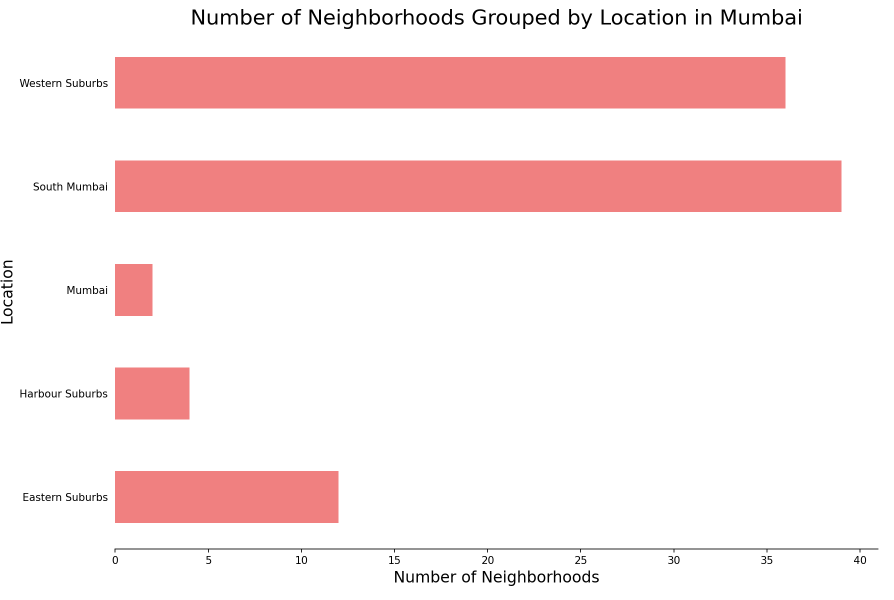 Number of Neighborhoods Grouped by Location in Mumbai
Western Suburbs
South Mumbai
Mumbai
Harbour Suburbs
Eastern Suburbs
Location
0 5 10 15 20 25 30 35 40
Number of Neighborhoods